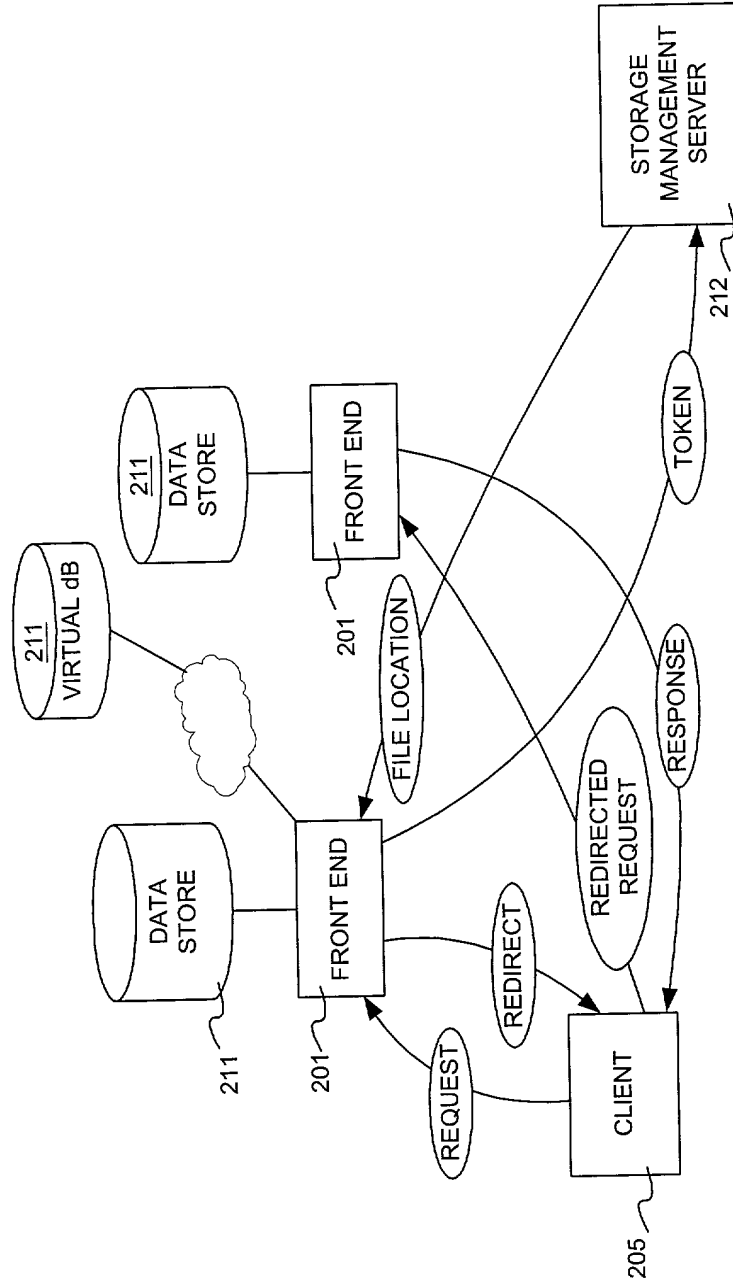 211
VIRTUAL dB
211
DATA
STORE
DATA
STORE
211
FRONT END
201
FRONT END
201
FILE LOCATION
STORAGE
MANAGEMENT
SERVER
212
REQUEST
REDIRECT
REDIRECTED
REQUEST
RESPONSE
TOKEN
CLIENT
205